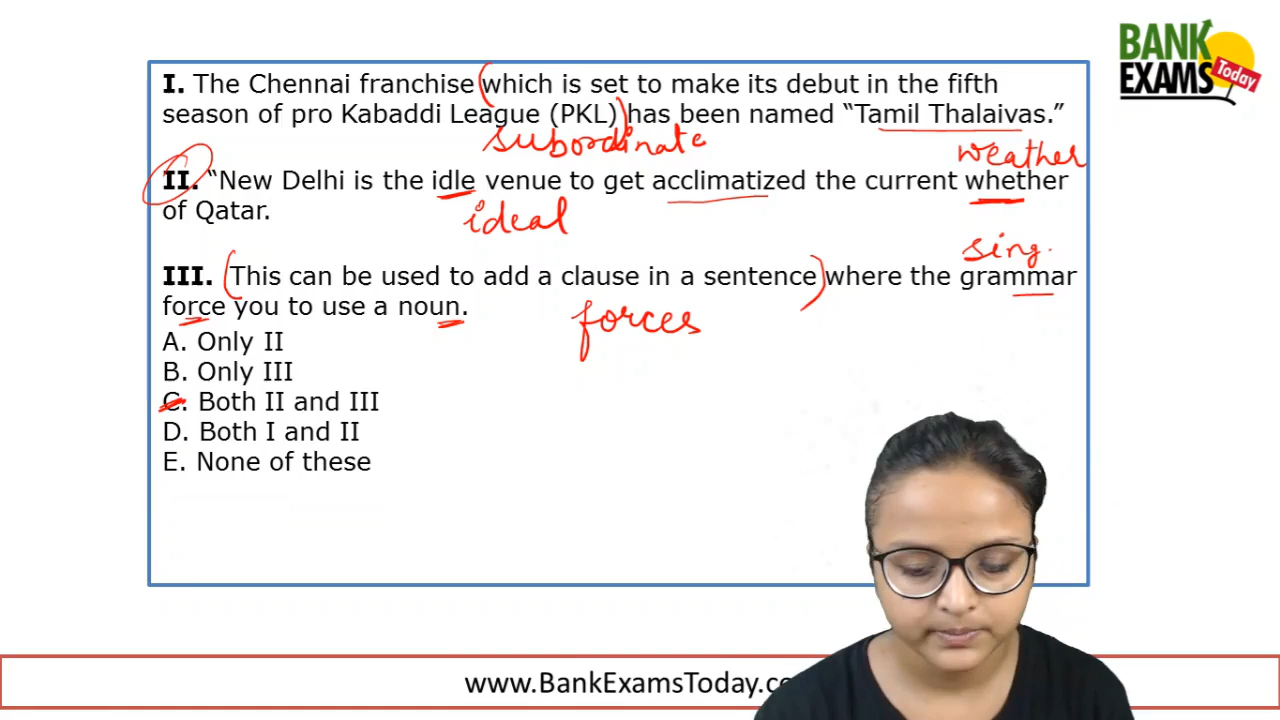 BANK
EXAMS
Today
I. The Chennai franchise which is set to make its debut in the fifth
season of pro Kabaddi League (PKL) has been named “Tamil Thalaivas.”
subordinate
weather
II. “New Delhi is the idle venue to get acclimatized the current whether
of Qatar.
ideal
sing.
III. This can be used to add a clause in a sentence where the grammar
force you to use a noun.
forces
A. Only II
B. Only III
C. Both II and III
D. Both I and II
E. None of these
www.BankExamsToday.co